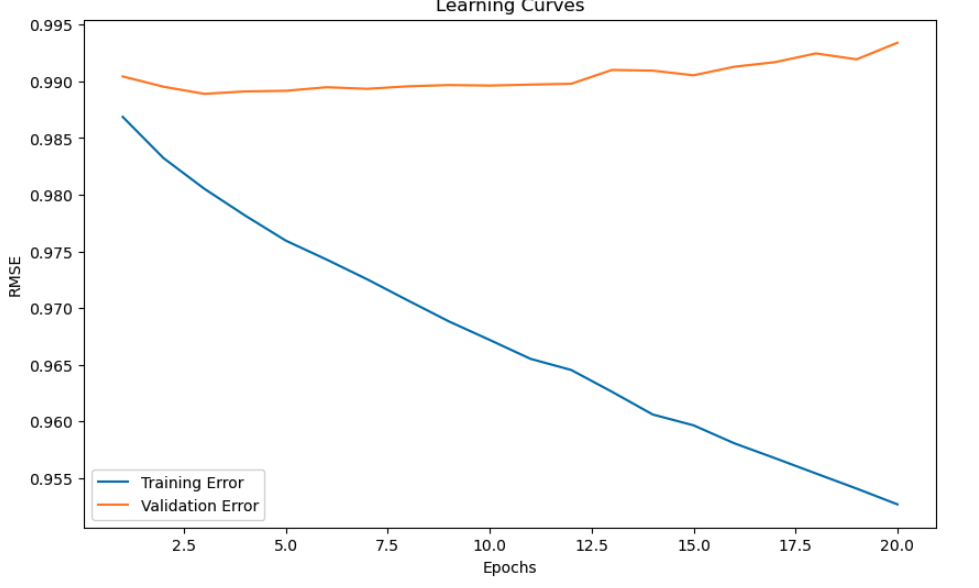 Learning Curves
0.995
0.990
0.985
0.980
0.975
0.970
0.965
0.960
0.955
RMSE
Training Error
Validation Error
2.5 5.0 7.5 10.0 12.5 15.0 17.5 20.0
Epochs